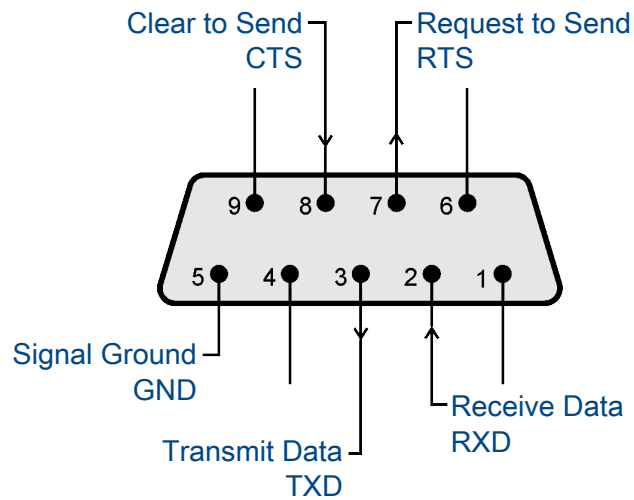 Clear to Send
CTS
Request to Send
RTS
9 8 7 6
5 4 3 2 1
Signal Ground
GND
Receive Data
RXD
Transmit Data
TXD